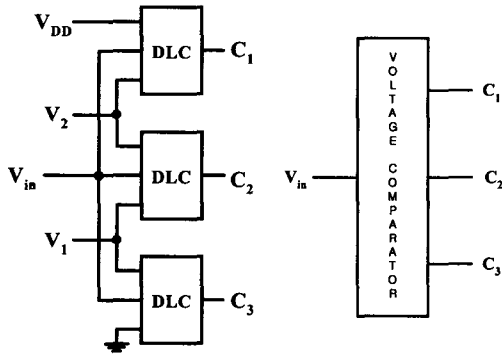 V_DD
DLC
C_1
V_2
V_in
DLC
C_2
V_1
DLC
C_3
V_in
VOLTAGE COMPARATOR
C_1
C_2
C_3